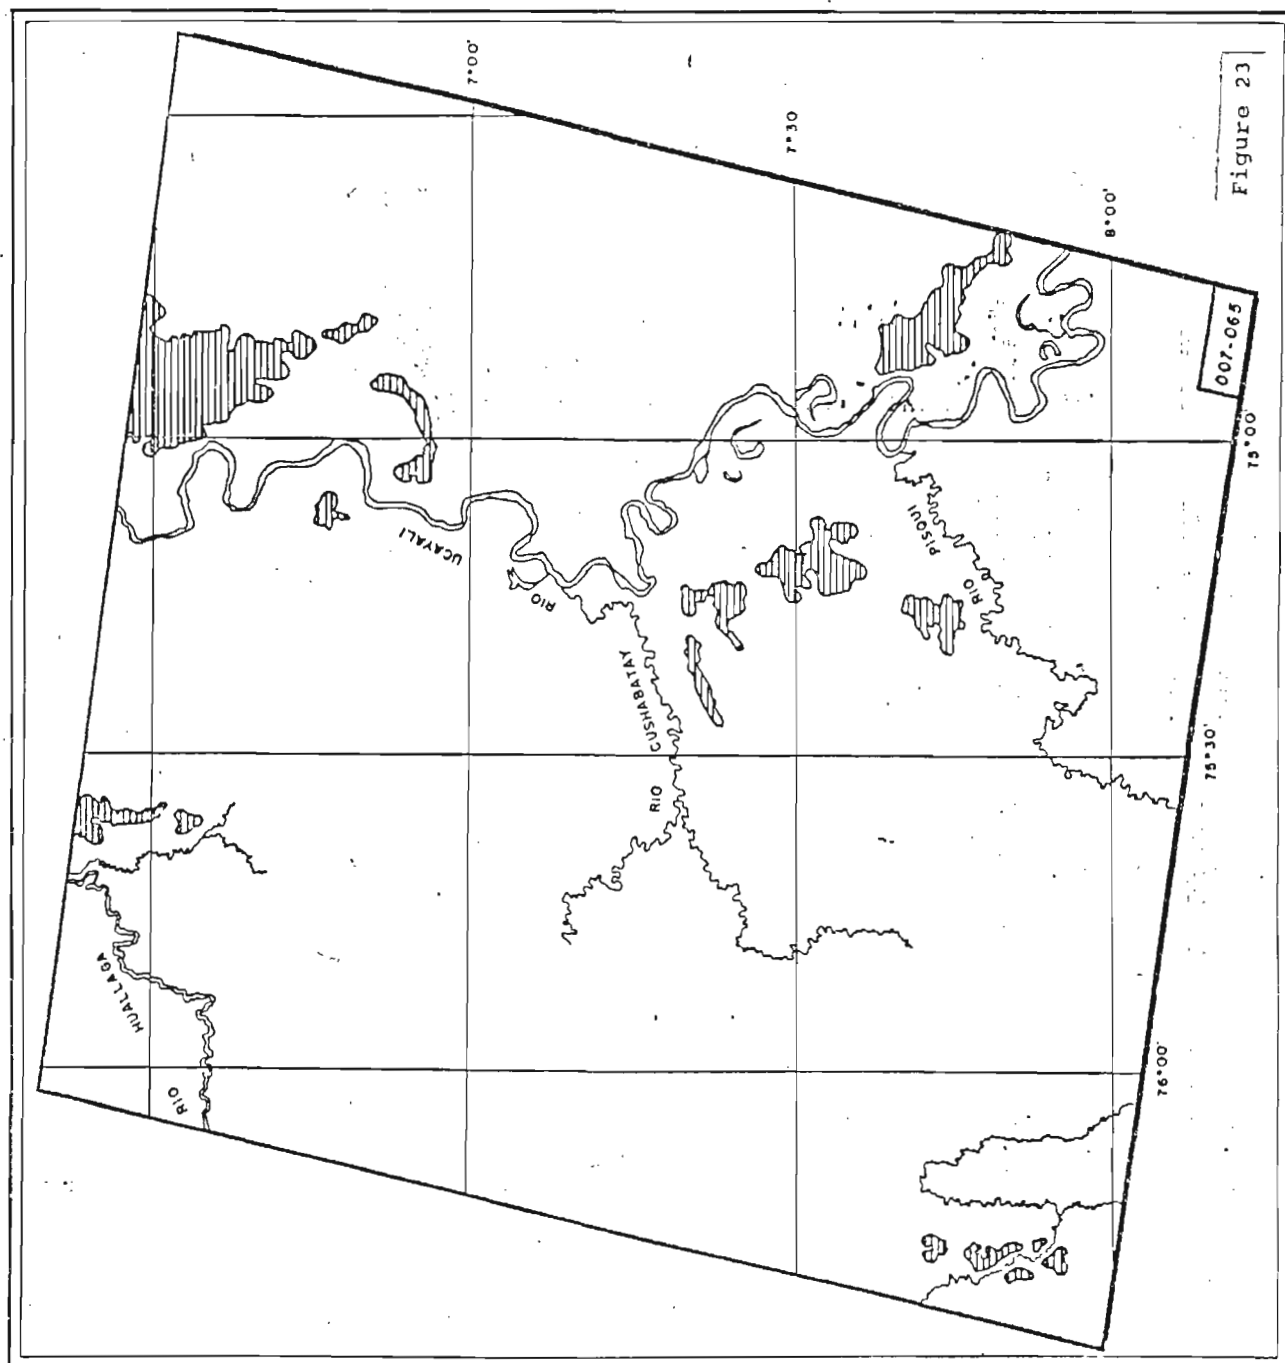 7°00'
7°30
8°00'
Figure 23
007-065
75°00'
75°30'
76°00'
UCAYALI
RIO
RIO CUSHABATAY
RIO PISQUI
RIO HUALLAGA